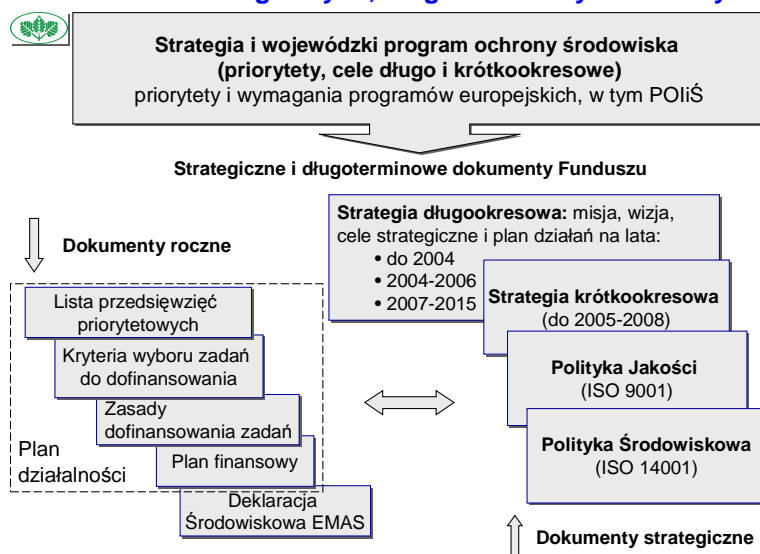 Strategia i wojewódzki program ochrony środowiska
(priorytety, cele długo i krótkookresowe)
priorytety i wymagania programów europejskich, w tym POIiŚ
Strategiczne i długoterminowe dokumenty Funduszu
Dokumenty roczne
Lista przedsięwzięć
priorytetowych
Kryteria wyboru zadań
do dofinansowania
Zasady
dofinansowania zadań
Plan finansowy
Plan
działalności
Deklaracja
Środowiskowa EMAS
Strategia długookresowa: misja, wizja,
cele strategiczne i plan działań na lata:
• do 2004
• 2004-2006
• 2007-2015
Strategia krótkookresowa
(do 2005-2008)
Polityka Jakości
(ISO 9001)
Polityka Środowiskowa
(ISO 14001)
Dokumenty strategiczne